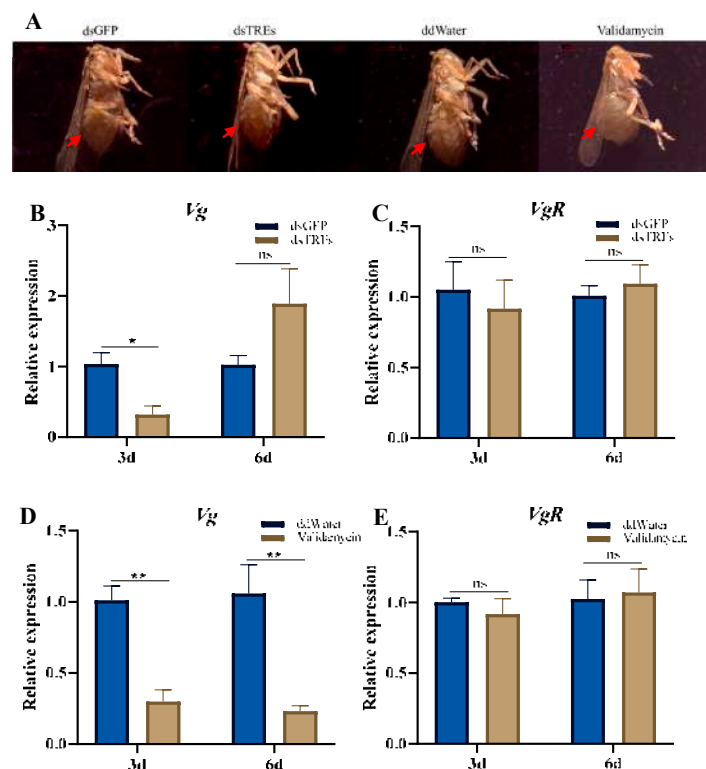 A
dsGFP dsTREs ddWater Validamycin
B
Vg
dsGFP
dsTREs
Relative expression
3
2
1
0
*
ns
3d 6d
C
VgR
dsGFP
dsTREs
Relative expression
1.5
1.0
0.5
0.0
ns
ns
3d 6d
D
Vg
ddWater
Validamycin
Relative expression
1.5
1.0
0.5
0.0
**
**
3d 6d
E
VgR
ddWater
Validamycin
Relative expression
1.5
1.0
0.5
0.0
ns
ns
3d 6d